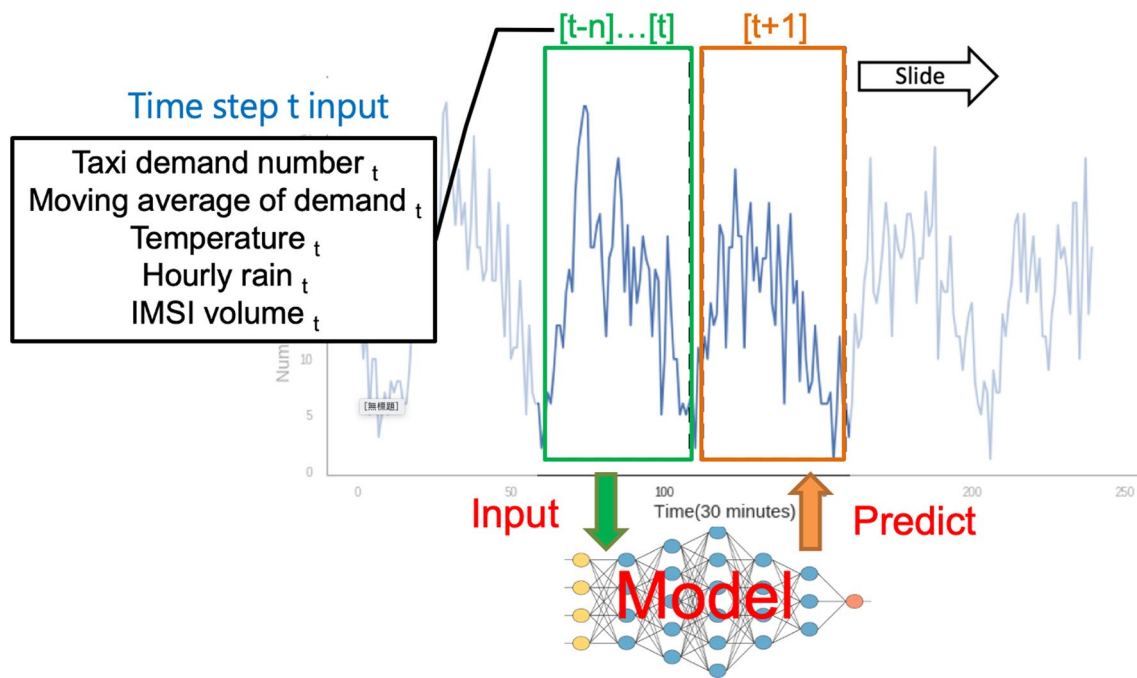 [t-n]…[t]
[t+1]
Slide
Time step t input
Taxi demand number t
Moving average of demand t
Temperature t
Hourly rain t
IMSI volume t
10
5
0
[無標題]
0
50
100
200
250
Time(30 minutes)
Input
Predict
Model